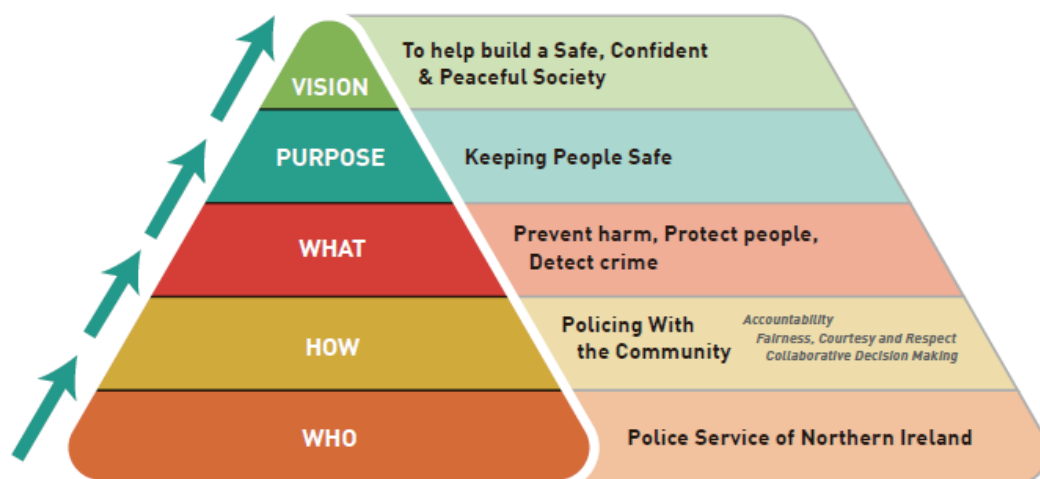 VISION
To help build a Safe, Confident
& Peaceful Society
PURPOSE
Keeping People Safe
WHAT
Prevent harm, Protect people,
Detect crime
HOW
Policing With
the Community
Accountability
Fairness, Courtesy and Respect
Collaborative Decision Making
WHO
Police Service of Northern Ireland